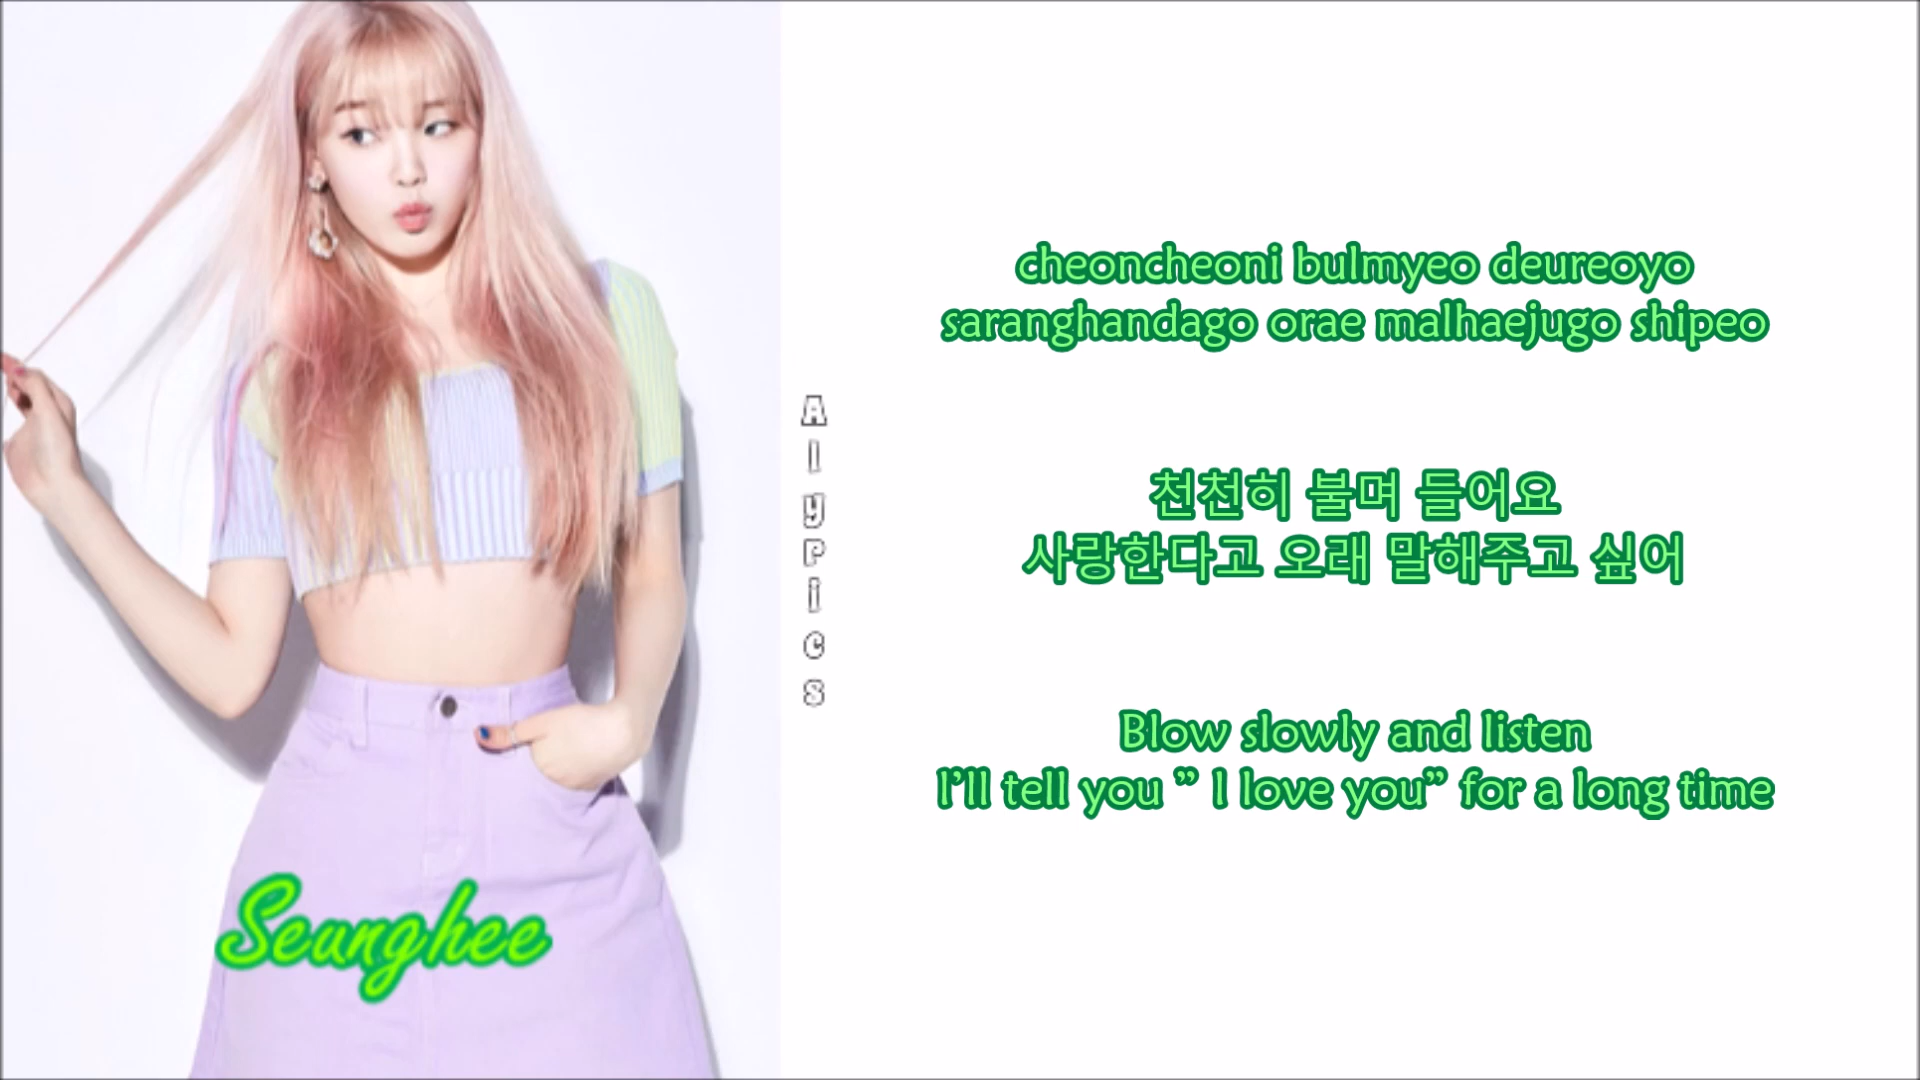 cheoncheoni bulmyeo deureoyo
saranghandago orae malhaejugo shipeo
천천히 불며 들어요
사랑한다고 오래 말해주고 싶어
Blow slowly and listen
I'll tell you ” I love you” for a long time
Seunghee
Alypics